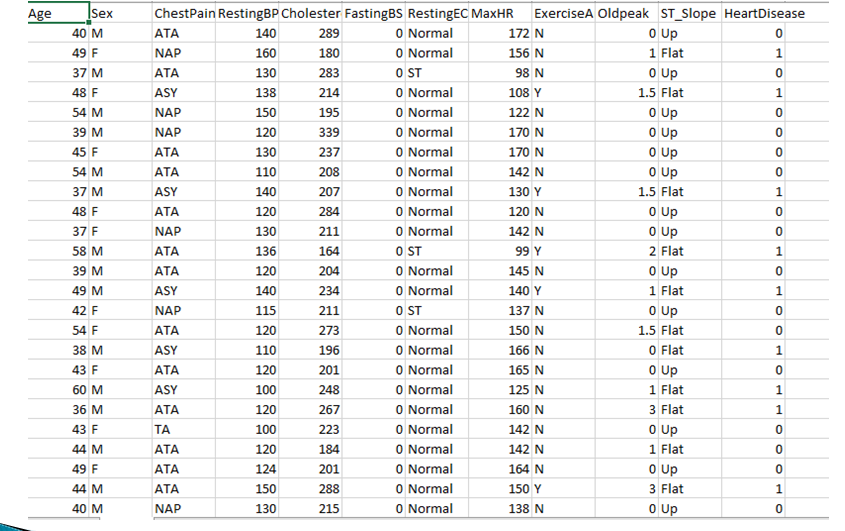 Age Sex ChestPain RestingBP Cholester FastingBS RestingEC MaxHR ExerciseA Oldpeak ST_Slope HeartDisease
40 M ATA 140 289 0 Normal 172 N 0 Up 0
49 F NAP 160 180 0 Normal 156 N 1 Flat 1
37 M ATA 130 283 0 ST 98 N 0 Up 0
48 F ASY 138 214 0 Normal 108 Y 1.5 Flat 1
54 M NAP 150 195 0 Normal 122 N 0 Up 0
39 M NAP 120 339 0 Normal 170 N 0 Up 0
45 F ATA 130 237 0 Normal 170 N 0 Up 0
54 M ATA 110 208 0 Normal 142 N 0 Up 0
37 M ASY 140 207 0 Normal 130 Y 1.5 Flat 1
48 F ATA 120 284 0 Normal 120 N 0 Up 0
37 F NAP 130 211 0 Normal 142 N 0 Up 0
58 M ATA 136 164 0 ST 99 Y 2 Flat 1
39 M ATA 120 204 0 Normal 145 N 0 Up 0
49 M ASY 140 234 0 Normal 140 Y 1 Flat 1
42 F NAP 115 211 0 ST 137 N 0 Up 0
54 F ATA 120 273 0 Normal 150 N 1.5 Flat 0
38 M ASY 110 196 0 Normal 166 N 0 Flat 1
43 F ATA 120 201 0 Normal 165 N 0 Up 0
60 M ASY 100 248 0 Normal 125 N 1 Flat 1
36 M ATA 120 267 0 Normal 160 N 3 Flat 1
43 F TA 100 223 0 Normal 142 N 0 Up 0
44 M ATA 120 184 0 Normal 142 N 1 Flat 0
49 F ATA 124 201 0 Normal 164 N 0 Up 0
44 M ATA 150 288 0 Normal 150 Y 3 Flat 1
40 M NAP 130 215 0 Normal 138 N 0 Up 0